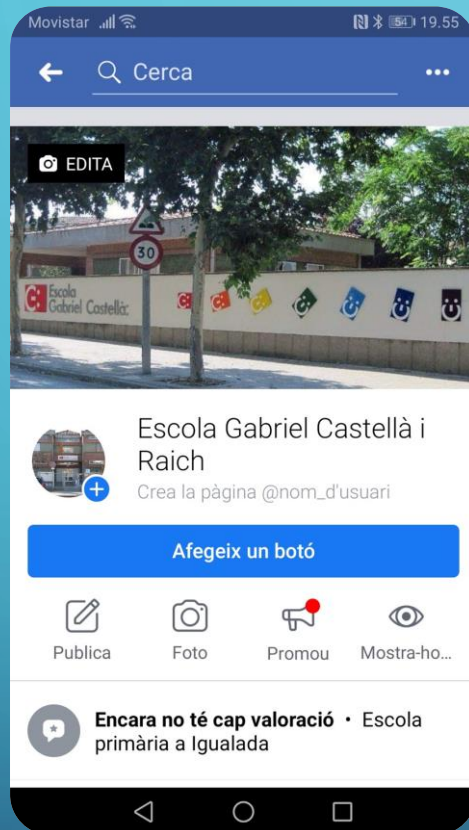 Movistar 54 19.55
Cerca
EDITA
30
Escola
Gabriel Castellà
Escola Gabriel Castellà i
Raich
Crea la pàgina @nom_d'usuari
Afegeix un botó
Publica Foto Promou Mostra-ho...
Encara no té cap valoració • Escola
primària a Igualada